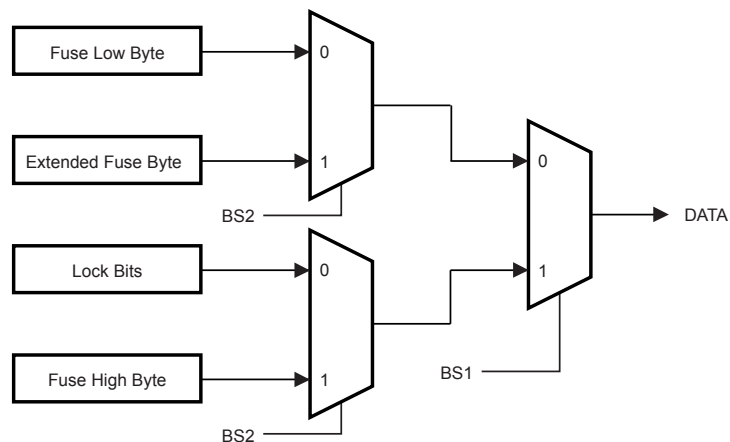 Fuse Low Byte
0
Extended Fuse Byte
1
0
DATA
BS2
Lock Bits
0
1
Fuse High Byte
1
BS1
BS2